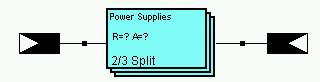 Power Supplies
R=? A=?
2/3 Split